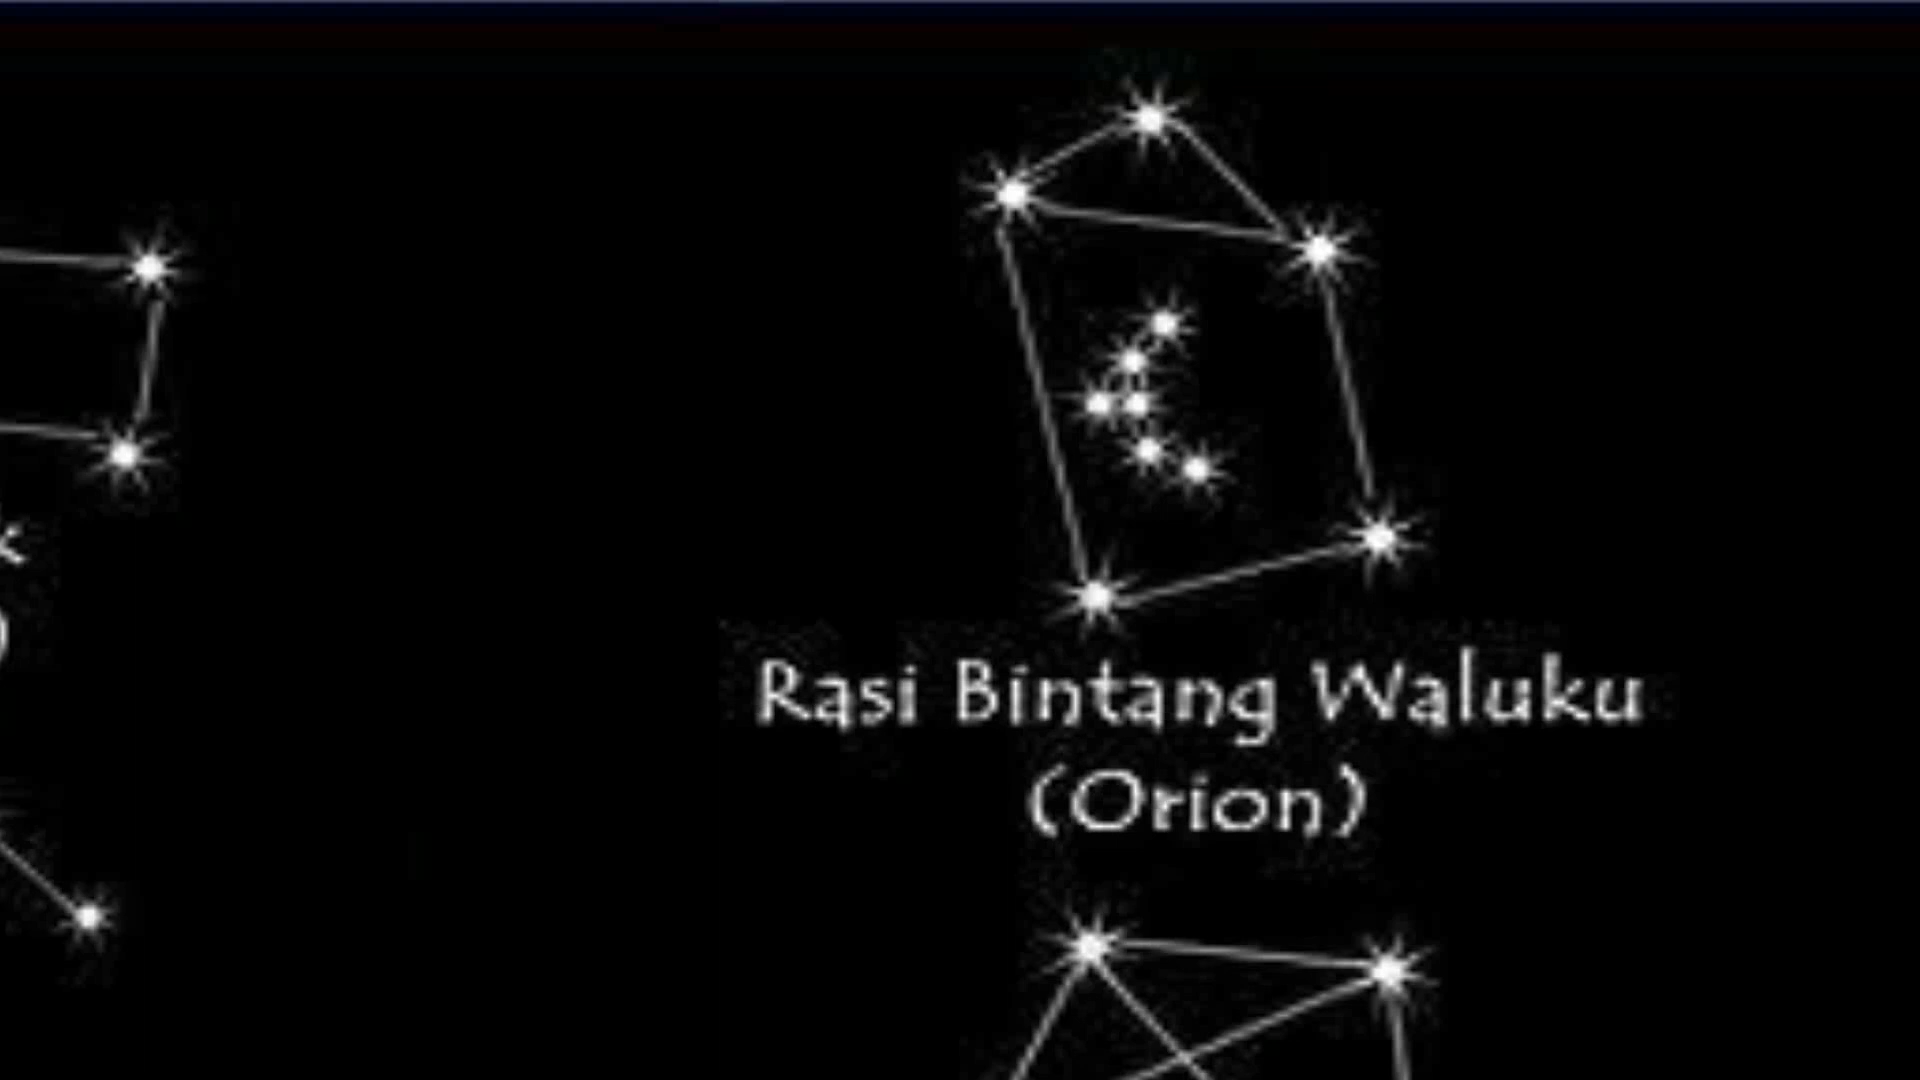 Rasi Bintang Waluku
(Orion)